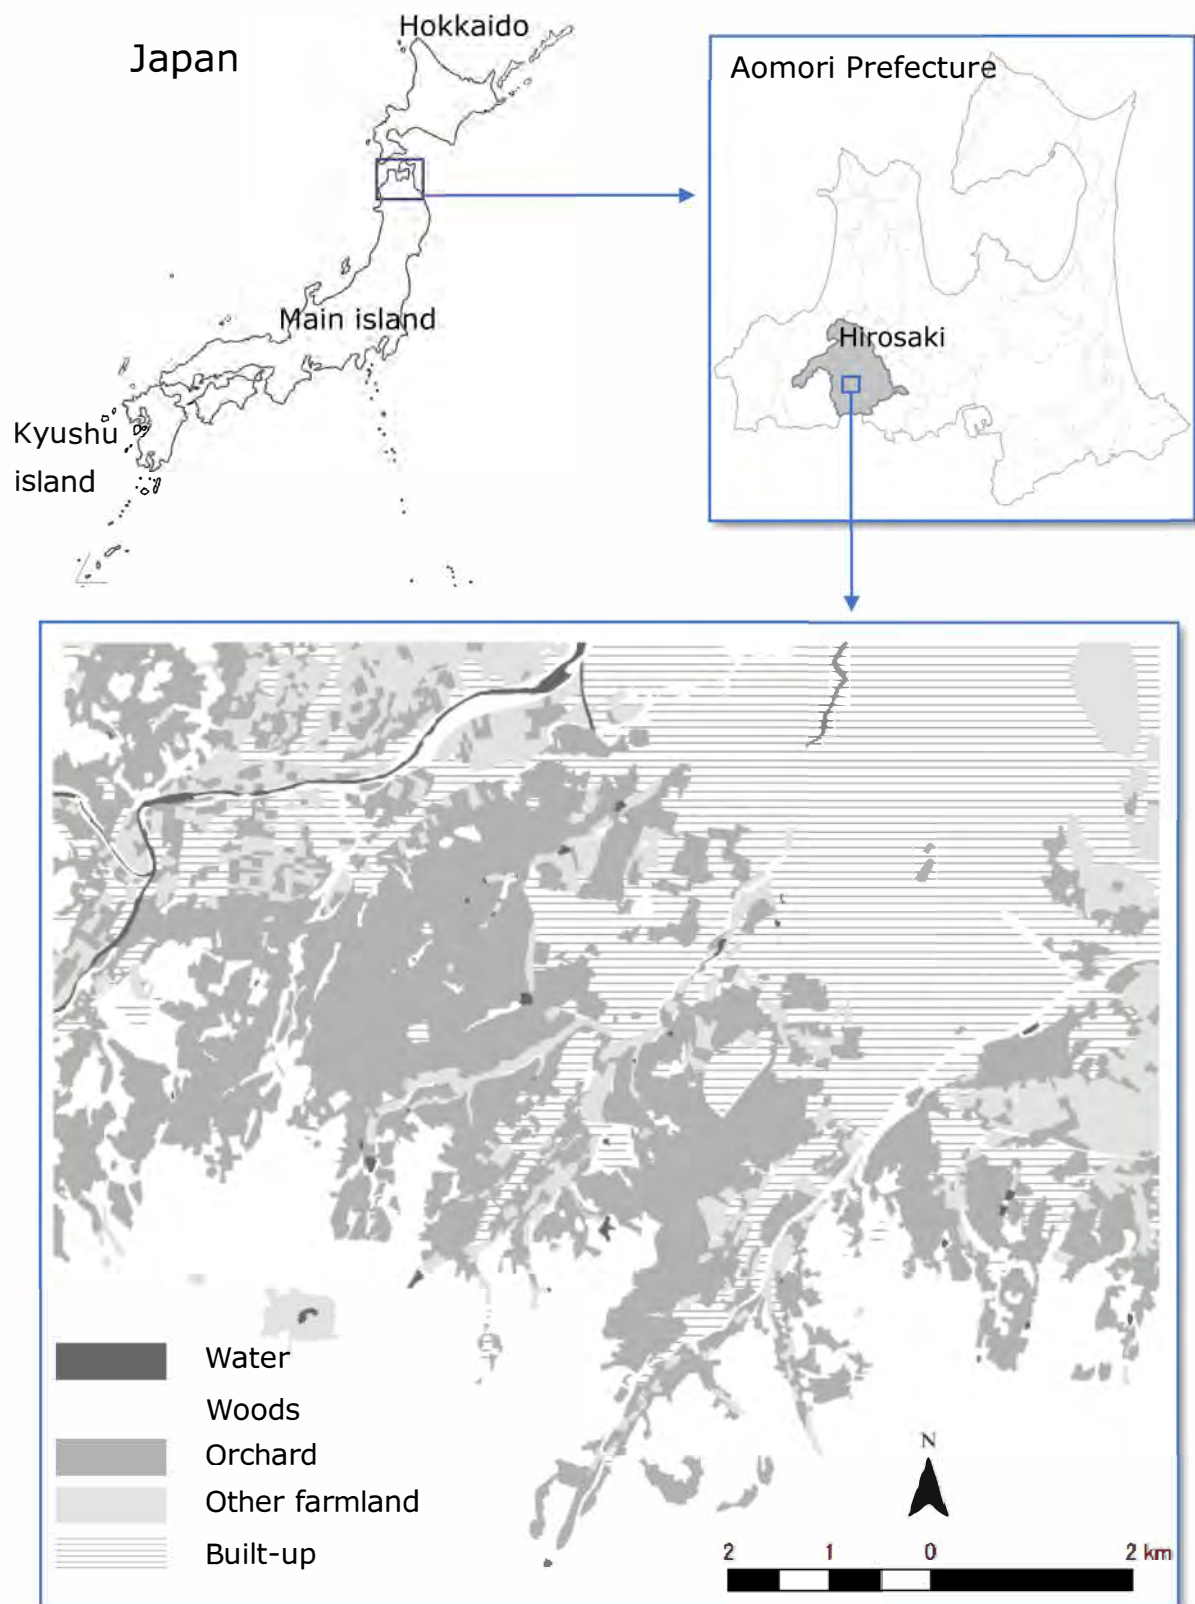 Hokkaido
Japan
Aomori Prefecture
Main island
Hirosaki
Kyushu
island
Water
Woods
Orchard
Other farmland
Built-up
N
2 1 0 2 km